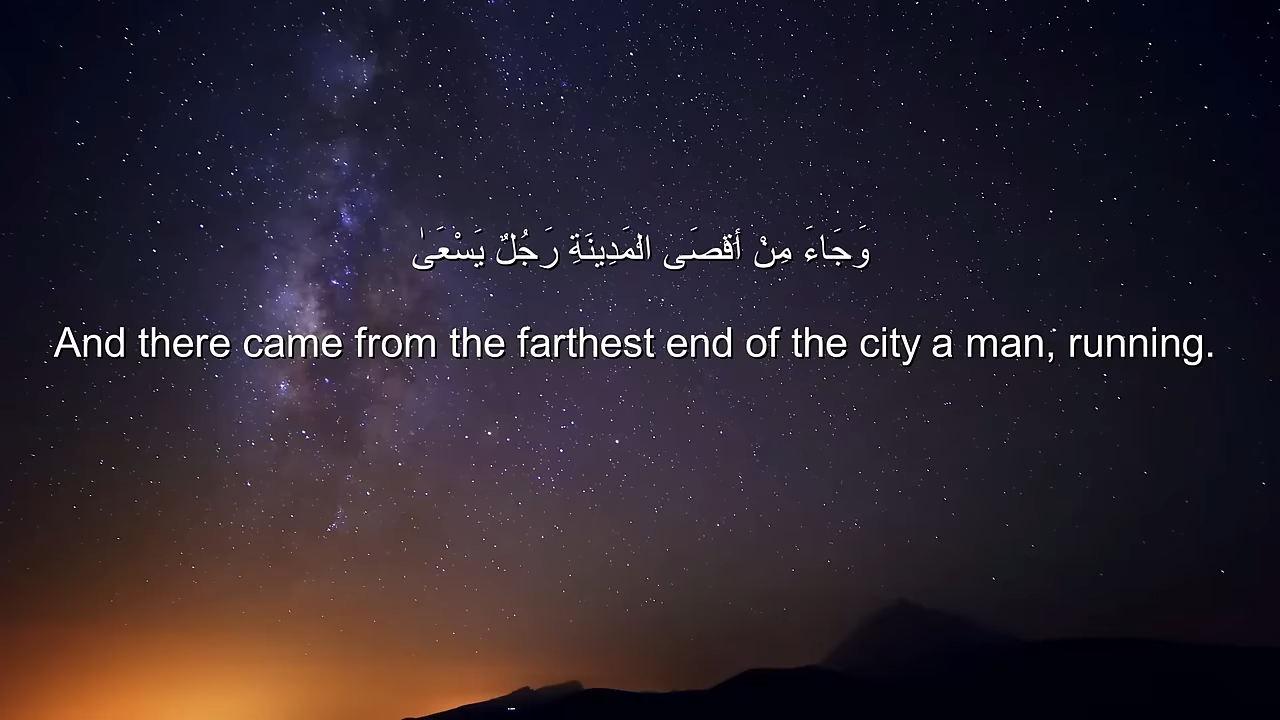 وَجَاءَ مِنْ أَقْصَى الْمَدِينَةِ رَجُلٌ يَسْعَىٰ
And there came from the farthest end of the city a man, running.